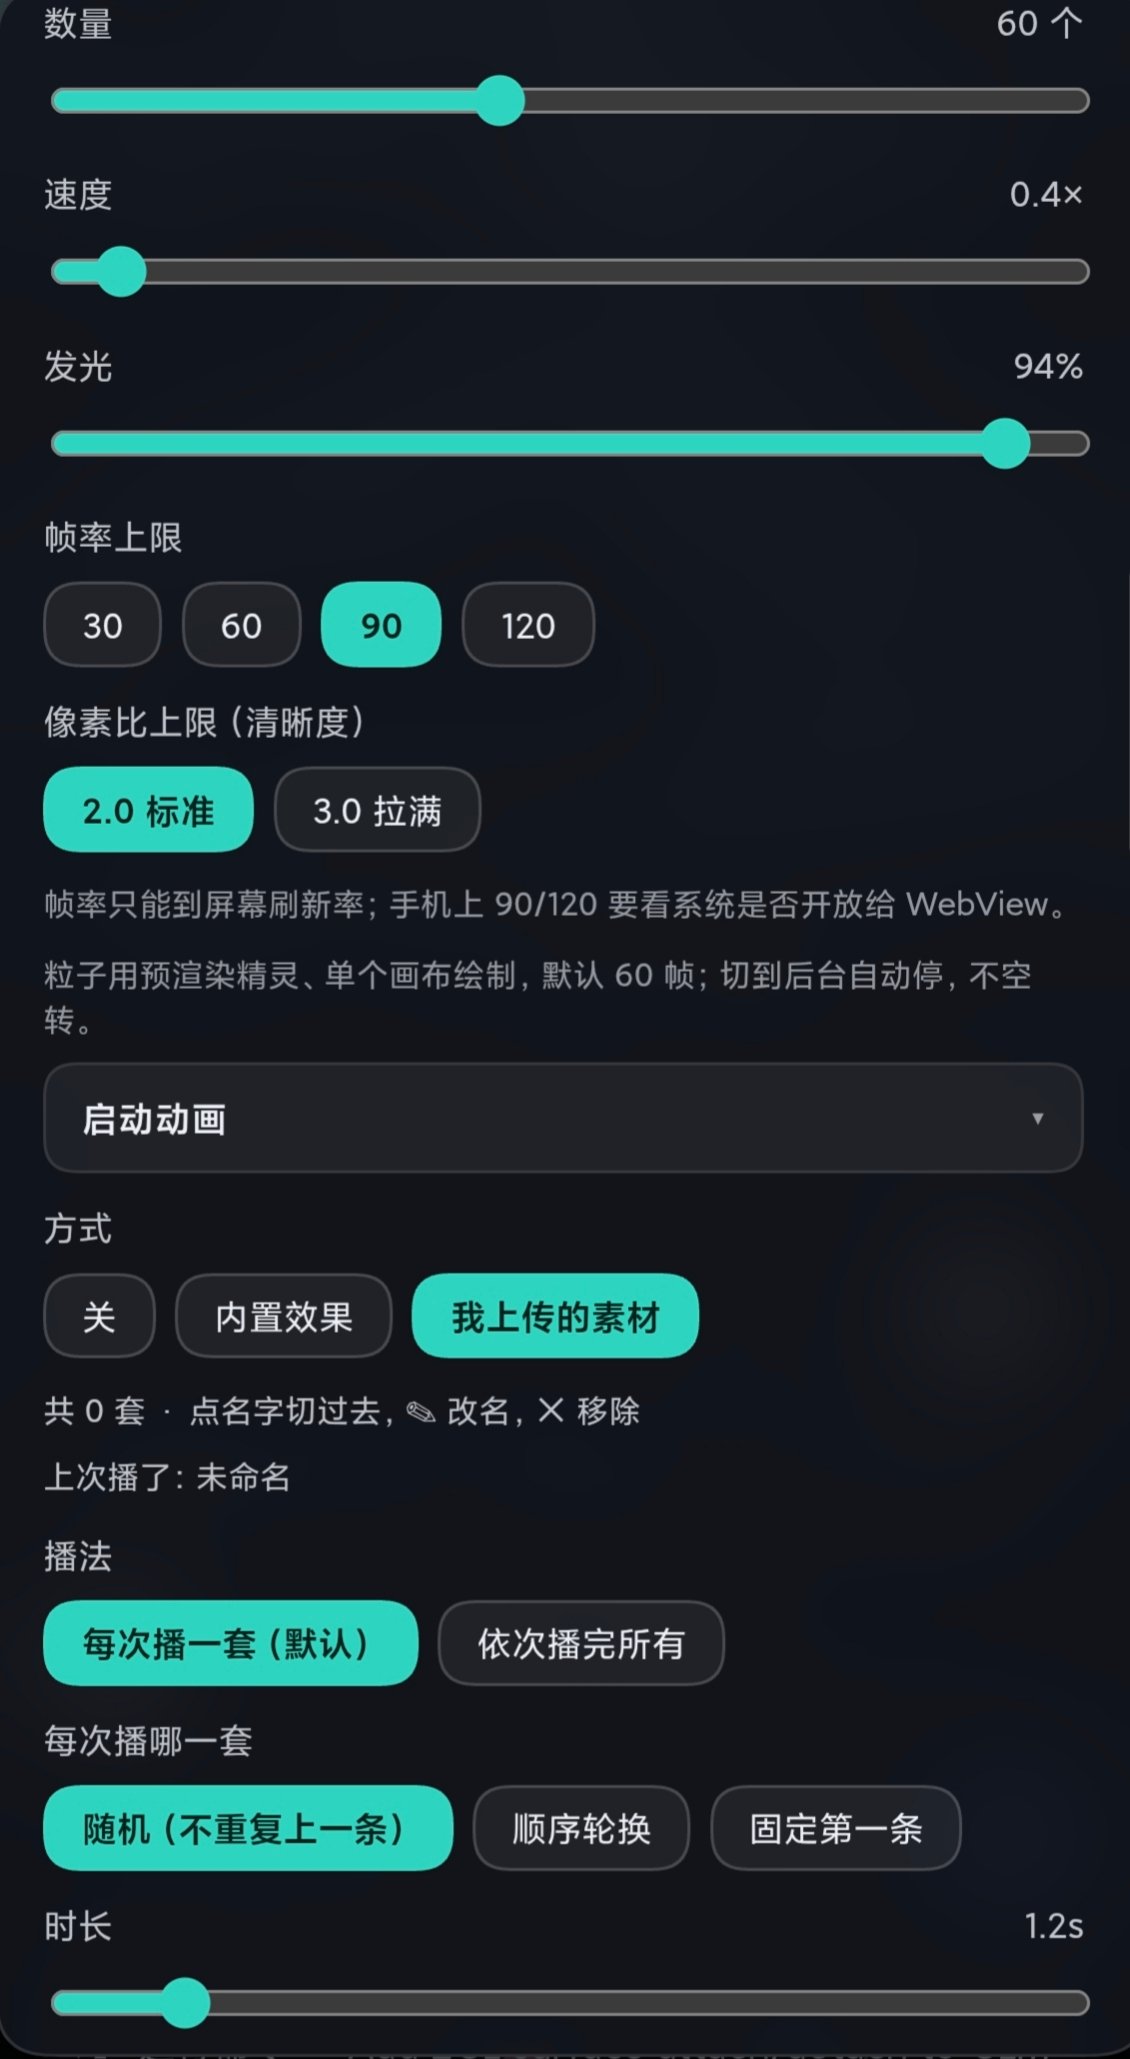 数量 60 个
速度 0.4×
发光 94%
帧率上限
30 60 90 120
像素比上限（清晰度）
2.0 标准 3.0 拉满
帧率只能到屏幕刷新率；手机上 90/120 要看系统是否开放给 WebView。
粒子用预渲染精灵、单个画布绘制，默认 60 帧；切到后台自动停，不空
转。
启动动画 ▼
方式
关 内置效果 我上传的素材
共 0 套 · 点名字切过去，✎ 改名，✕ 移除
上次播了：未命名
播法
每次播一套（默认） 依次播完所有
每次播哪一套
随机（不重复上一条） 顺序轮换 固定第一条
时长 1.2s